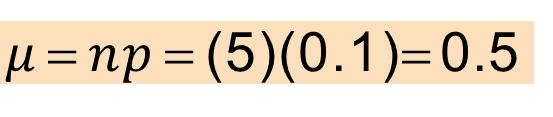 μ = np = (5)(0.1)= 0.5